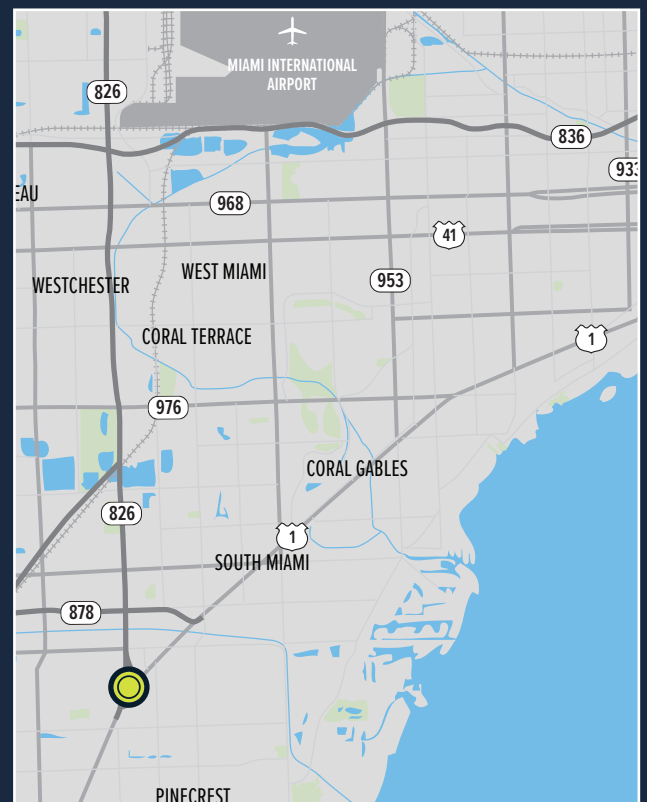 MIAMI INTERNATIONAL
AIRPORT
826
836
933
EAU
968
41
WEST MIAMI
953
WESTCHESTER
CORAL TERRACE
1
976
CORAL GABLES
826
1
SOUTH MIAMI
878
PINECREST